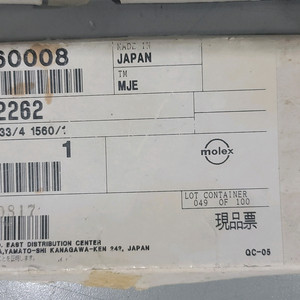 60008
MADE IN
JAPAN
TM
MJE
2262
33/4 1560/1
1
molex
LOT CONTAINER
049 OF 100
現品票
0817
EAST DISTRIBUTION CENTER
YAMATO-SHI KANAGAWA-KEN 242, JAPAN
QC-05